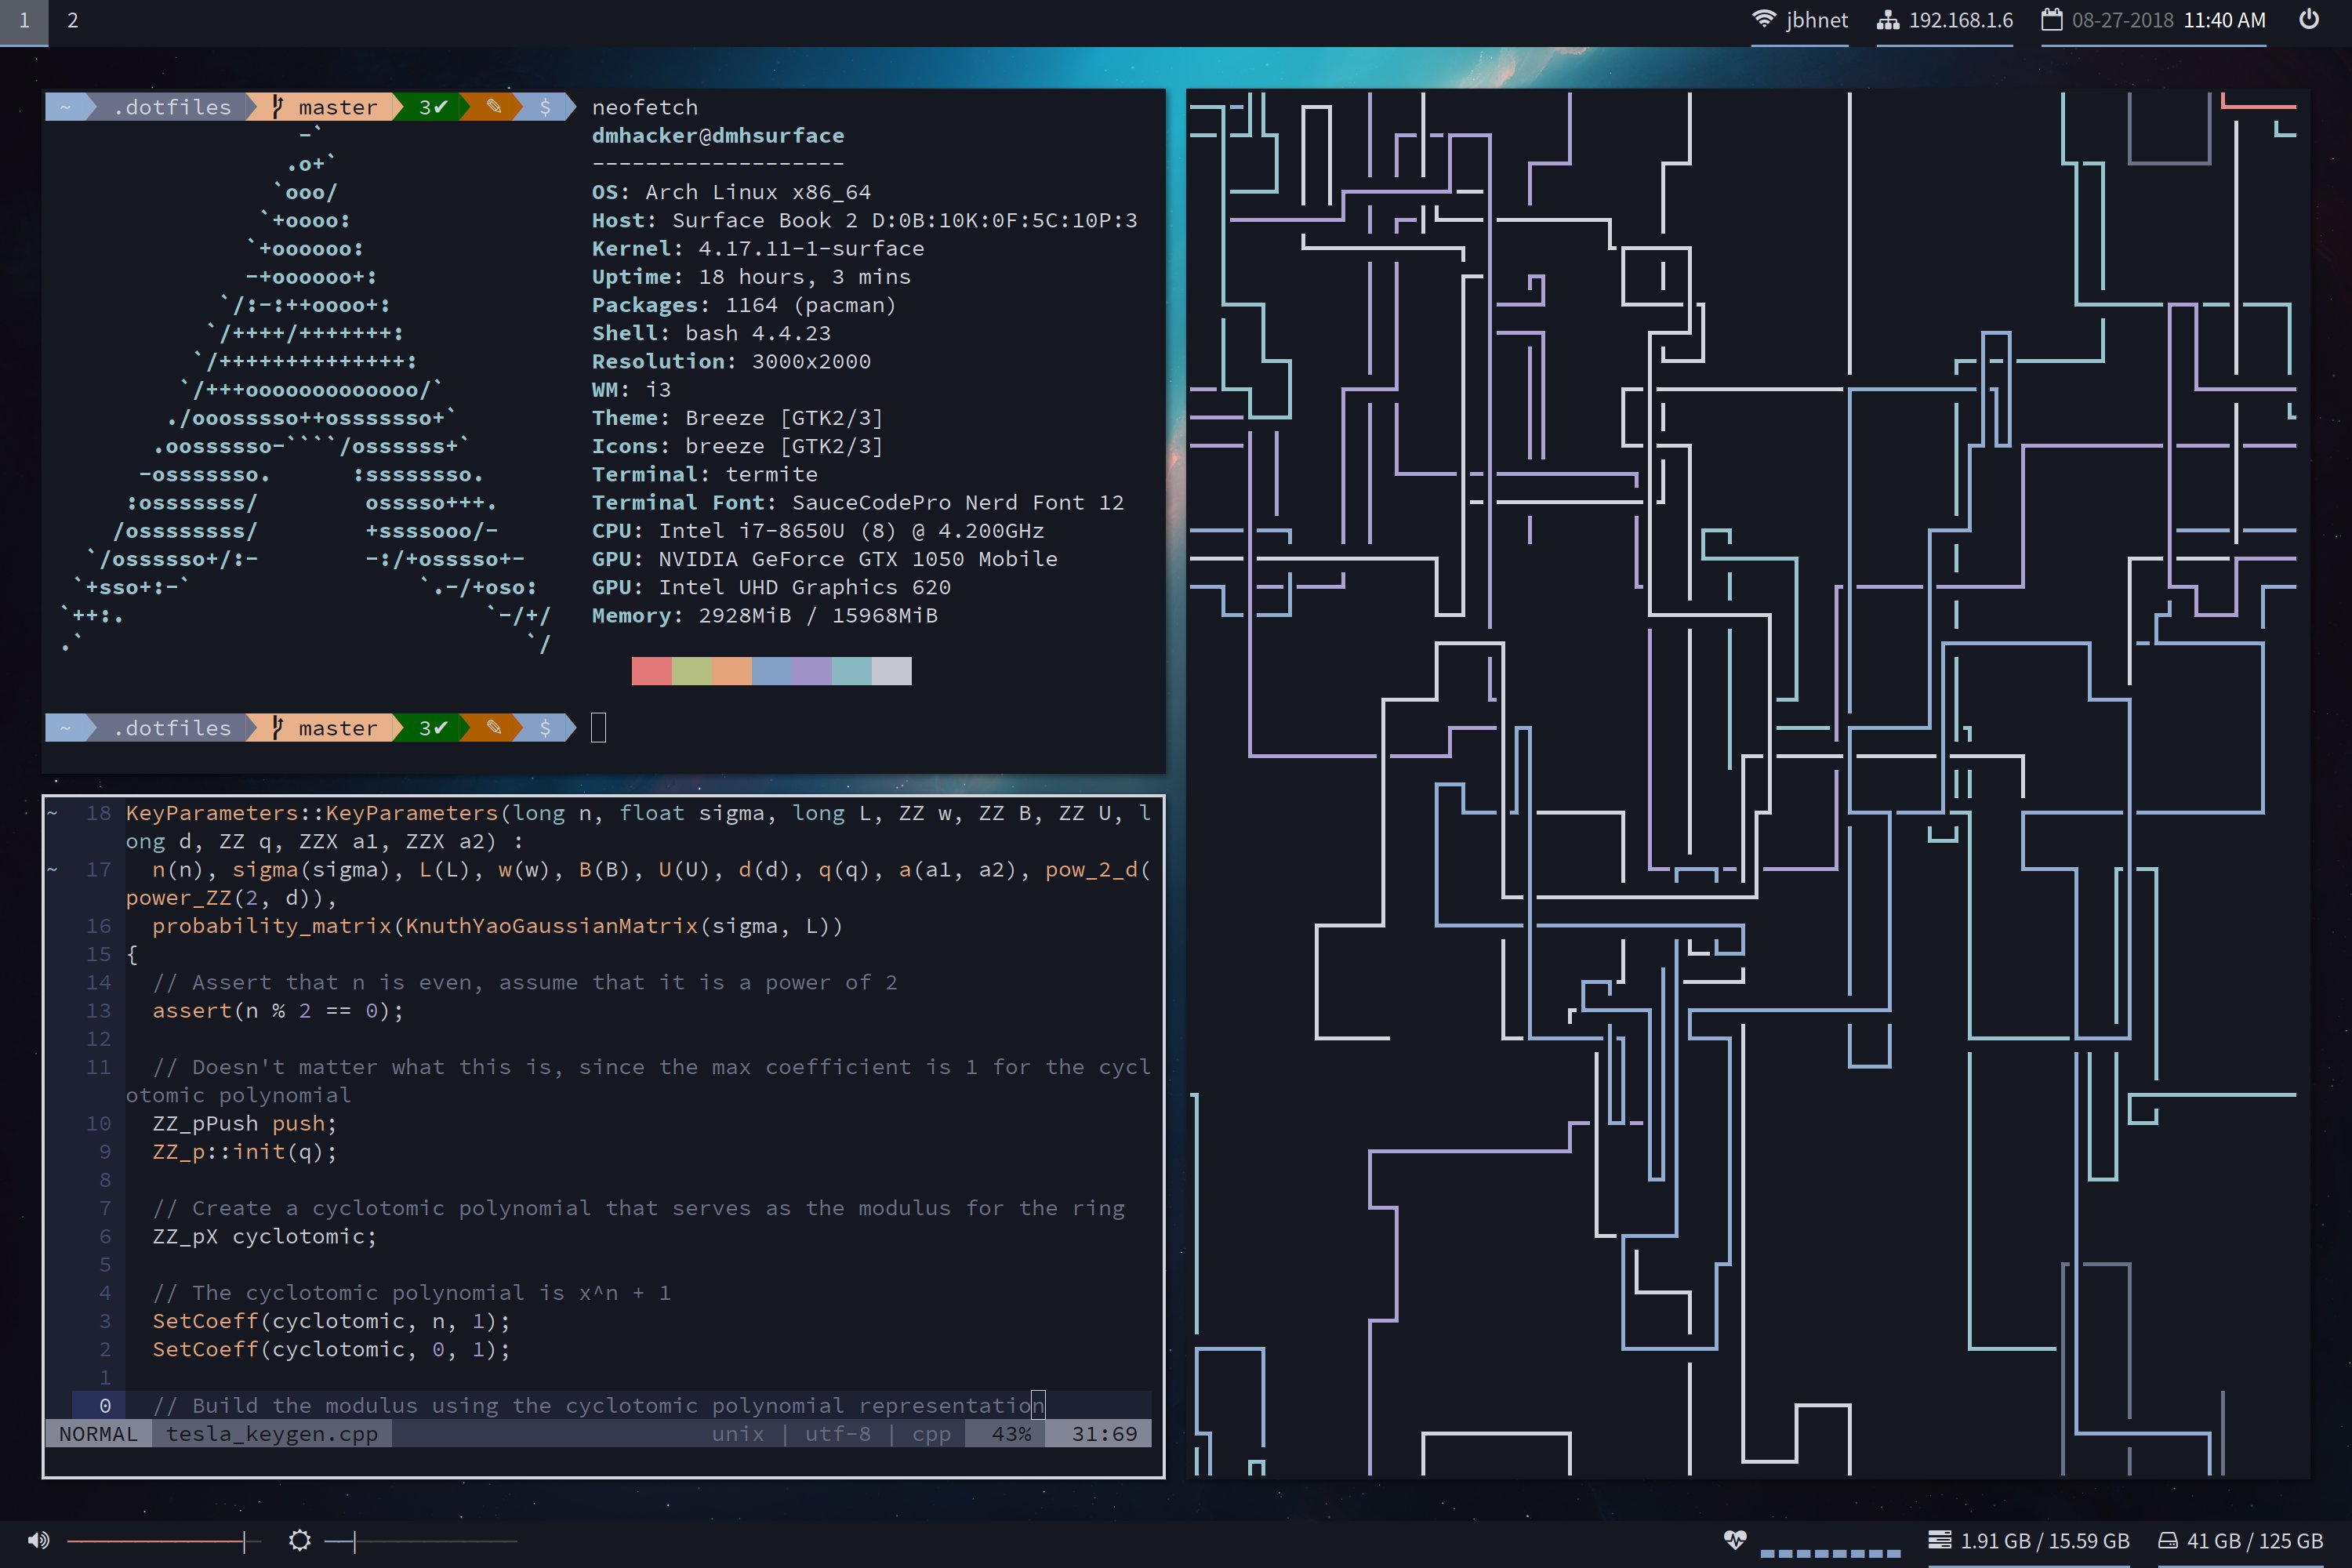 1 2 jbhnet 192.168.1.6 08-27-2018 11:40 AM
~ .dotfiles master 3✔ ✎ $ neofetch
-` dmhacker@dmhsurface
.o+` -------------------
`ooo/ OS: Arch Linux x86_64
`+oooo: Host: Surface Book 2 D:0B:10K:0F:5C:10P:3
`+oooooo: Kernel: 4.17.11-1-surface
-+oooooo+: Uptime: 18 hours, 3 mins
`/:-:++oooo+: Packages: 1164 (pacman)
`/++++/+++++++: Shell: bash 4.4.23
`/++++++++++++++: Resolution: 3000x2000
`/+++ooooooooooooo/` WM: i3
./ooosssso++osssssso+` Theme: Breeze [GTK2/3]
.oossssso-````/ossssss+` Icons: breeze [GTK2/3]
-osssssso. :ssssssso. Terminal: termite
:osssssss/ osssso+++. Terminal Font: SauceCodePro Nerd Font 12
/ossssssss/ +ssssooo/- CPU: Intel i7-8650U (8) @ 4.200GHz
`/ossssso+/:- -:/+osssso+- GPU: NVIDIA GeForce GTX 1050 Mobile
`+sso+:-` `.-/+oso: GPU: Intel UHD Graphics 620
`++:. `-/+/ Memory: 2928MiB / 15968MiB
.` `/
~ .dotfiles master 3✔ ✎ $
~ 18 KeyParameters::KeyParameters(long n, float sigma, long L, ZZ w, ZZ B, ZZ U, l
ong d, ZZ q, ZZX a1, ZZX a2) :
~ 17 n(n), sigma(sigma), L(L), w(w), B(B), U(U), d(d), q(q), a(a1, a2), pow_2_d(
power_ZZ(2, d)),
16 probability_matrix(KnuthYaoGaussianMatrix(sigma, L))
15 {
14 // Assert that n is even, assume that it is a power of 2
13 assert(n % 2 == 0);
12
11 // Doesn't matter what this is, since the max coefficient is 1 for the cycl
otomic polynomial
10 ZZ_pPush push;
9 ZZ_p::init(q);
8
7 // Create a cyclotomic polynomial that serves as the modulus for the ring
6 ZZ_pX cyclotomic;
5
4 // The cyclotomic polynomial is x^n + 1
3 SetCoeff(cyclotomic, n, 1);
2 SetCoeff(cyclotomic, 0, 1);
1
0 // Build the modulus using the cyclotomic polynomial representation
NORMAL tesla_keygen.cpp unix | utf-8 | cpp 43% 31:69
1.91 GB / 15.59 GB 41 GB / 125 GB